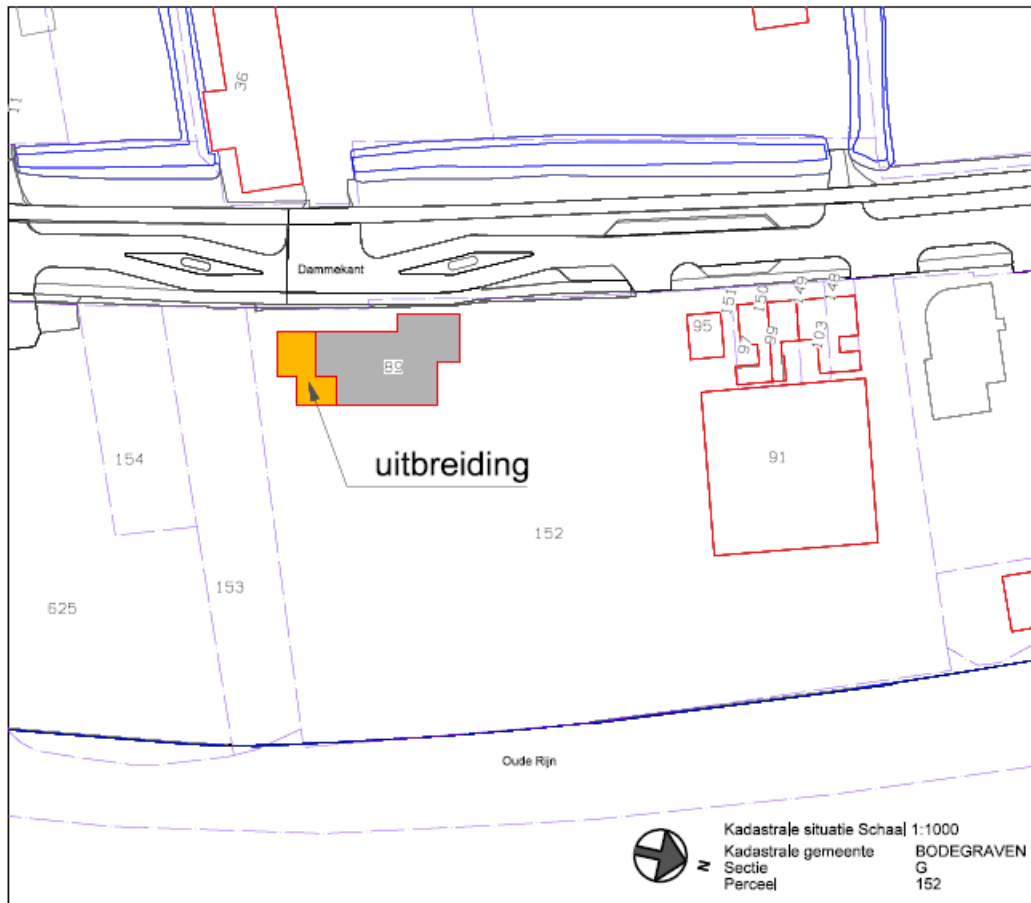 11
36
Dammekant
151
150
149
148
95
97
99
103
89
154
uitbreiding
91
152
153
625
Oude Rijn
N
Kadastrale situatie Schaal 1:1000
Kadastrale gemeente BODEGRAVEN
Sectie G
Perceel 152